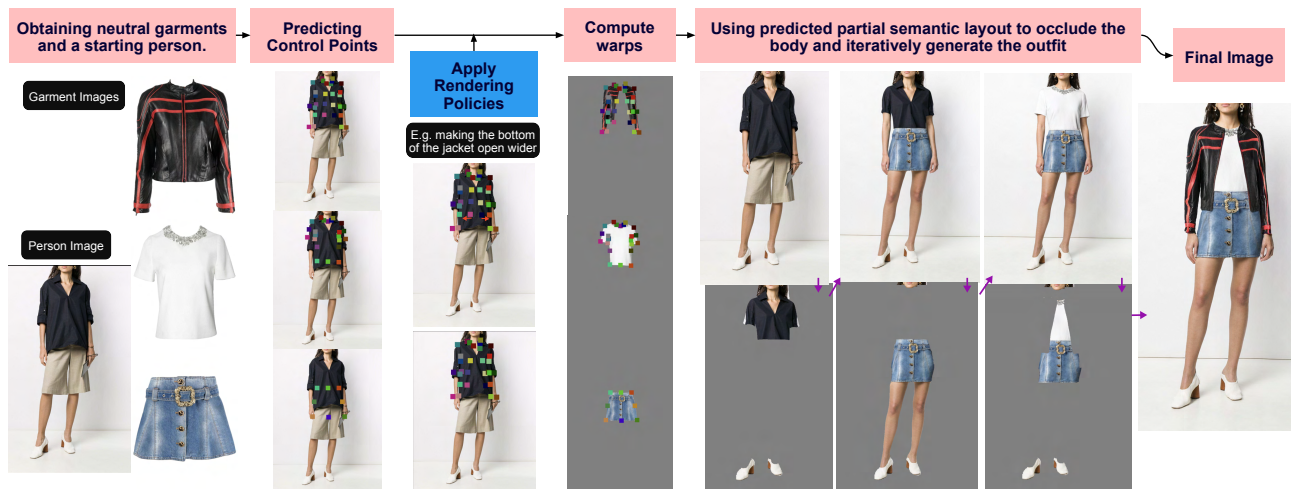 Obtaining neutral garments
and a starting person.
Predicting
Control Points
Apply
Rendering
Policies
Compute
warps
Using predicted partial semantic layout to occlude the
body and iteratively generate the outfit
Final Image
Garment Images
E.g. making the bottom
of the jacket open wider
Person Image